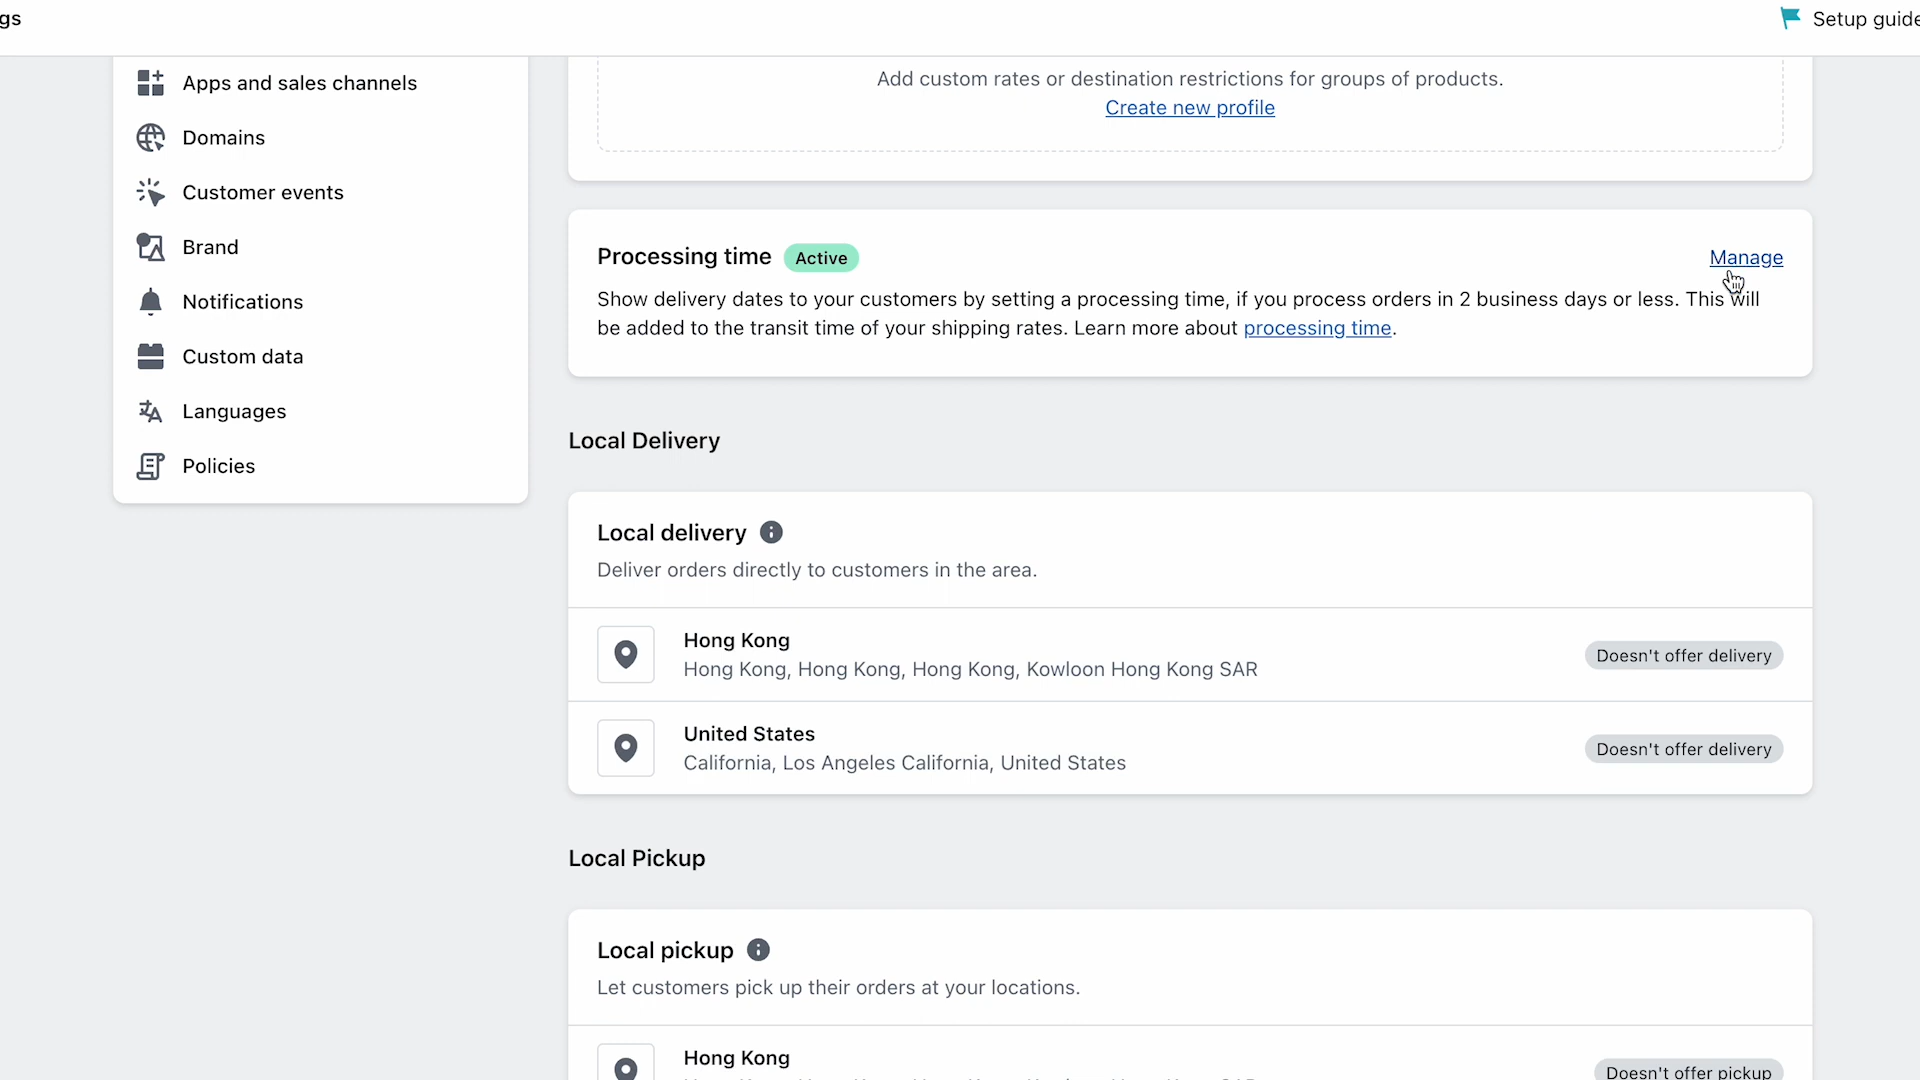 gs
Setup guide
Apps and sales channels
Domains
Customer events
Brand
Notifications
Custom data
Languages
Policies
Add custom rates or destination restrictions for groups of products.
Create new profile
Processing time Active
Manage
Show delivery dates to your customers by setting a processing time, if you process orders in 2 business days or less. This will
be added to the transit time of your shipping rates. Learn more about processing time.
Local Delivery
Local delivery
Deliver orders directly to customers in the area.
Hong Kong
Hong Kong, Hong Kong, Hong Kong, Kowloon Hong Kong SAR
Doesn't offer delivery
United States
California, Los Angeles California, United States
Doesn't offer delivery
Local Pickup
Local pickup
Let customers pick up their orders at your locations.
Hong Kong
Doesn't offer pickup